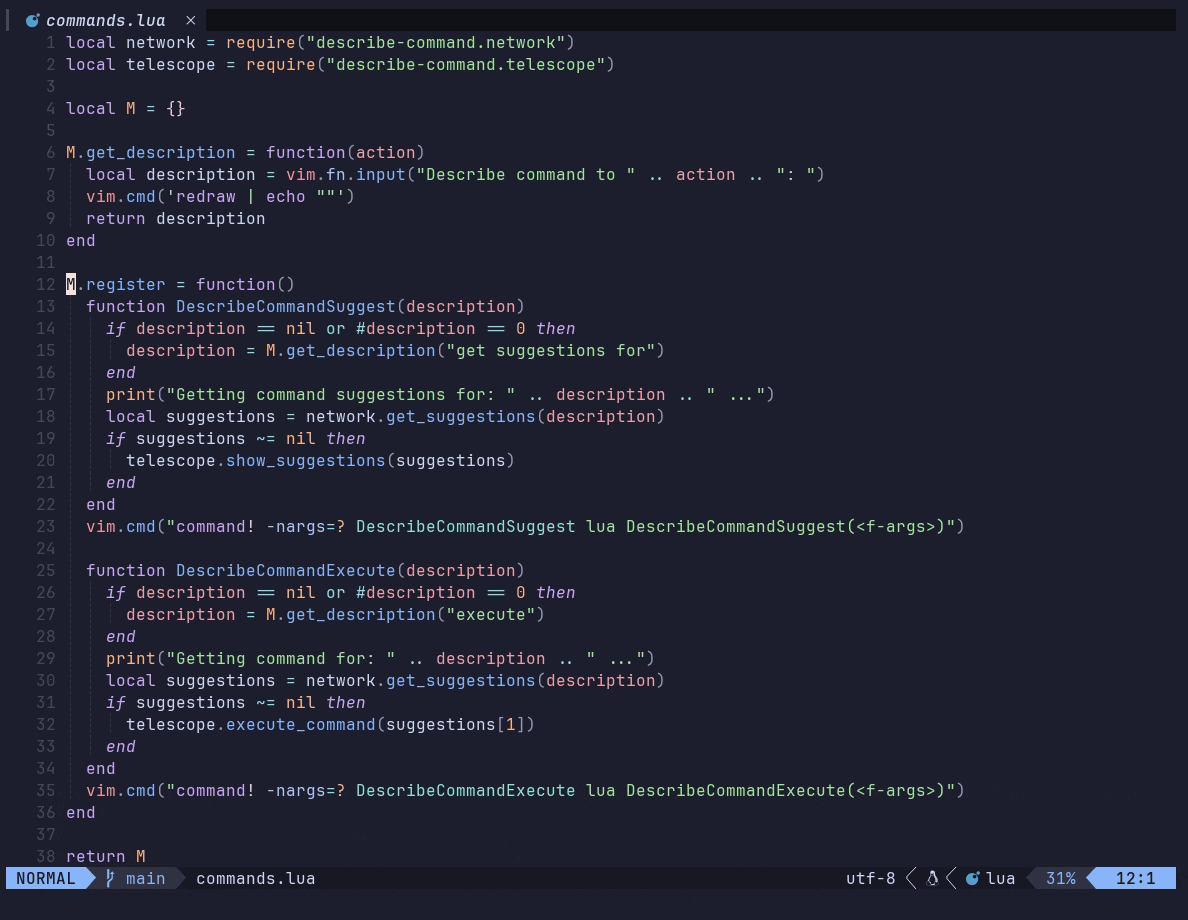 commands.lua ×
1 local network = require("describe-command.network")
2 local telescope = require("describe-command.telescope")
3
4 local M = {}
5
6 M.get_description = function(action)
7   local description = vim.fn.input("Describe command to " .. action .. ": ")
8   vim.cmd('redraw | echo ""')
9   return description
10 end
11
12 M.register = function()
13   function DescribeCommandSuggest(description)
14     if description == nil or #description == 0 then
15       description = M.get_description("get suggestions for")
16     end
17     print("Getting command suggestions for: " .. description .. " ...")
18     local suggestions = network.get_suggestions(description)
19     if suggestions ~= nil then
20       telescope.show_suggestions(suggestions)
21     end
22   end
23   vim.cmd("command! -nargs=? DescribeCommandSuggest lua DescribeCommandSuggest(<f-args>)")
24
25   function DescribeCommandExecute(description)
26     if description == nil or #description == 0 then
27       description = M.get_description("execute")
28     end
29     print("Getting command for: " .. description .. " ...")
30     local suggestions = network.get_suggestions(description)
31     if suggestions ~= nil then
32       telescope.execute_command(suggestions[1])
33     end
34   end
35   vim.cmd("command! -nargs=? DescribeCommandExecute lua DescribeCommandExecute(<f-args>)")
36 end
37
38 return M
NORMAL main commands.lua utf-8 lua 31% 12:1